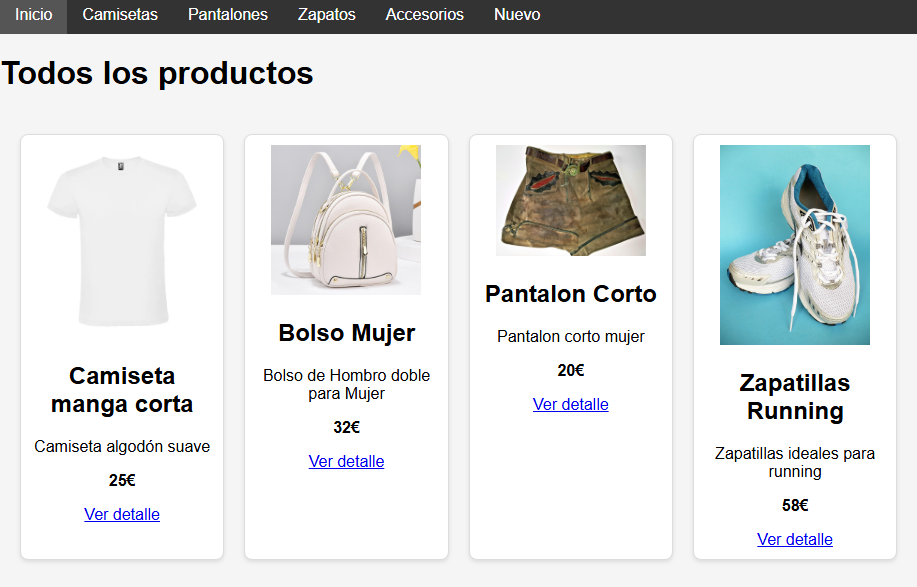 Inicio Camisetas Pantalones Zapatos Accesorios Nuevo
Todos los productos
Camiseta
manga corta
Camiseta algodón suave
25€
Ver detalle
Bolso Mujer
Bolso de Hombro doble
para Mujer
32€
Ver detalle
Pantalon Corto
Pantalon corto mujer
20€
Ver detalle
Zapatillas
Running
Zapatillas ideales para
running
58€
Ver detalle